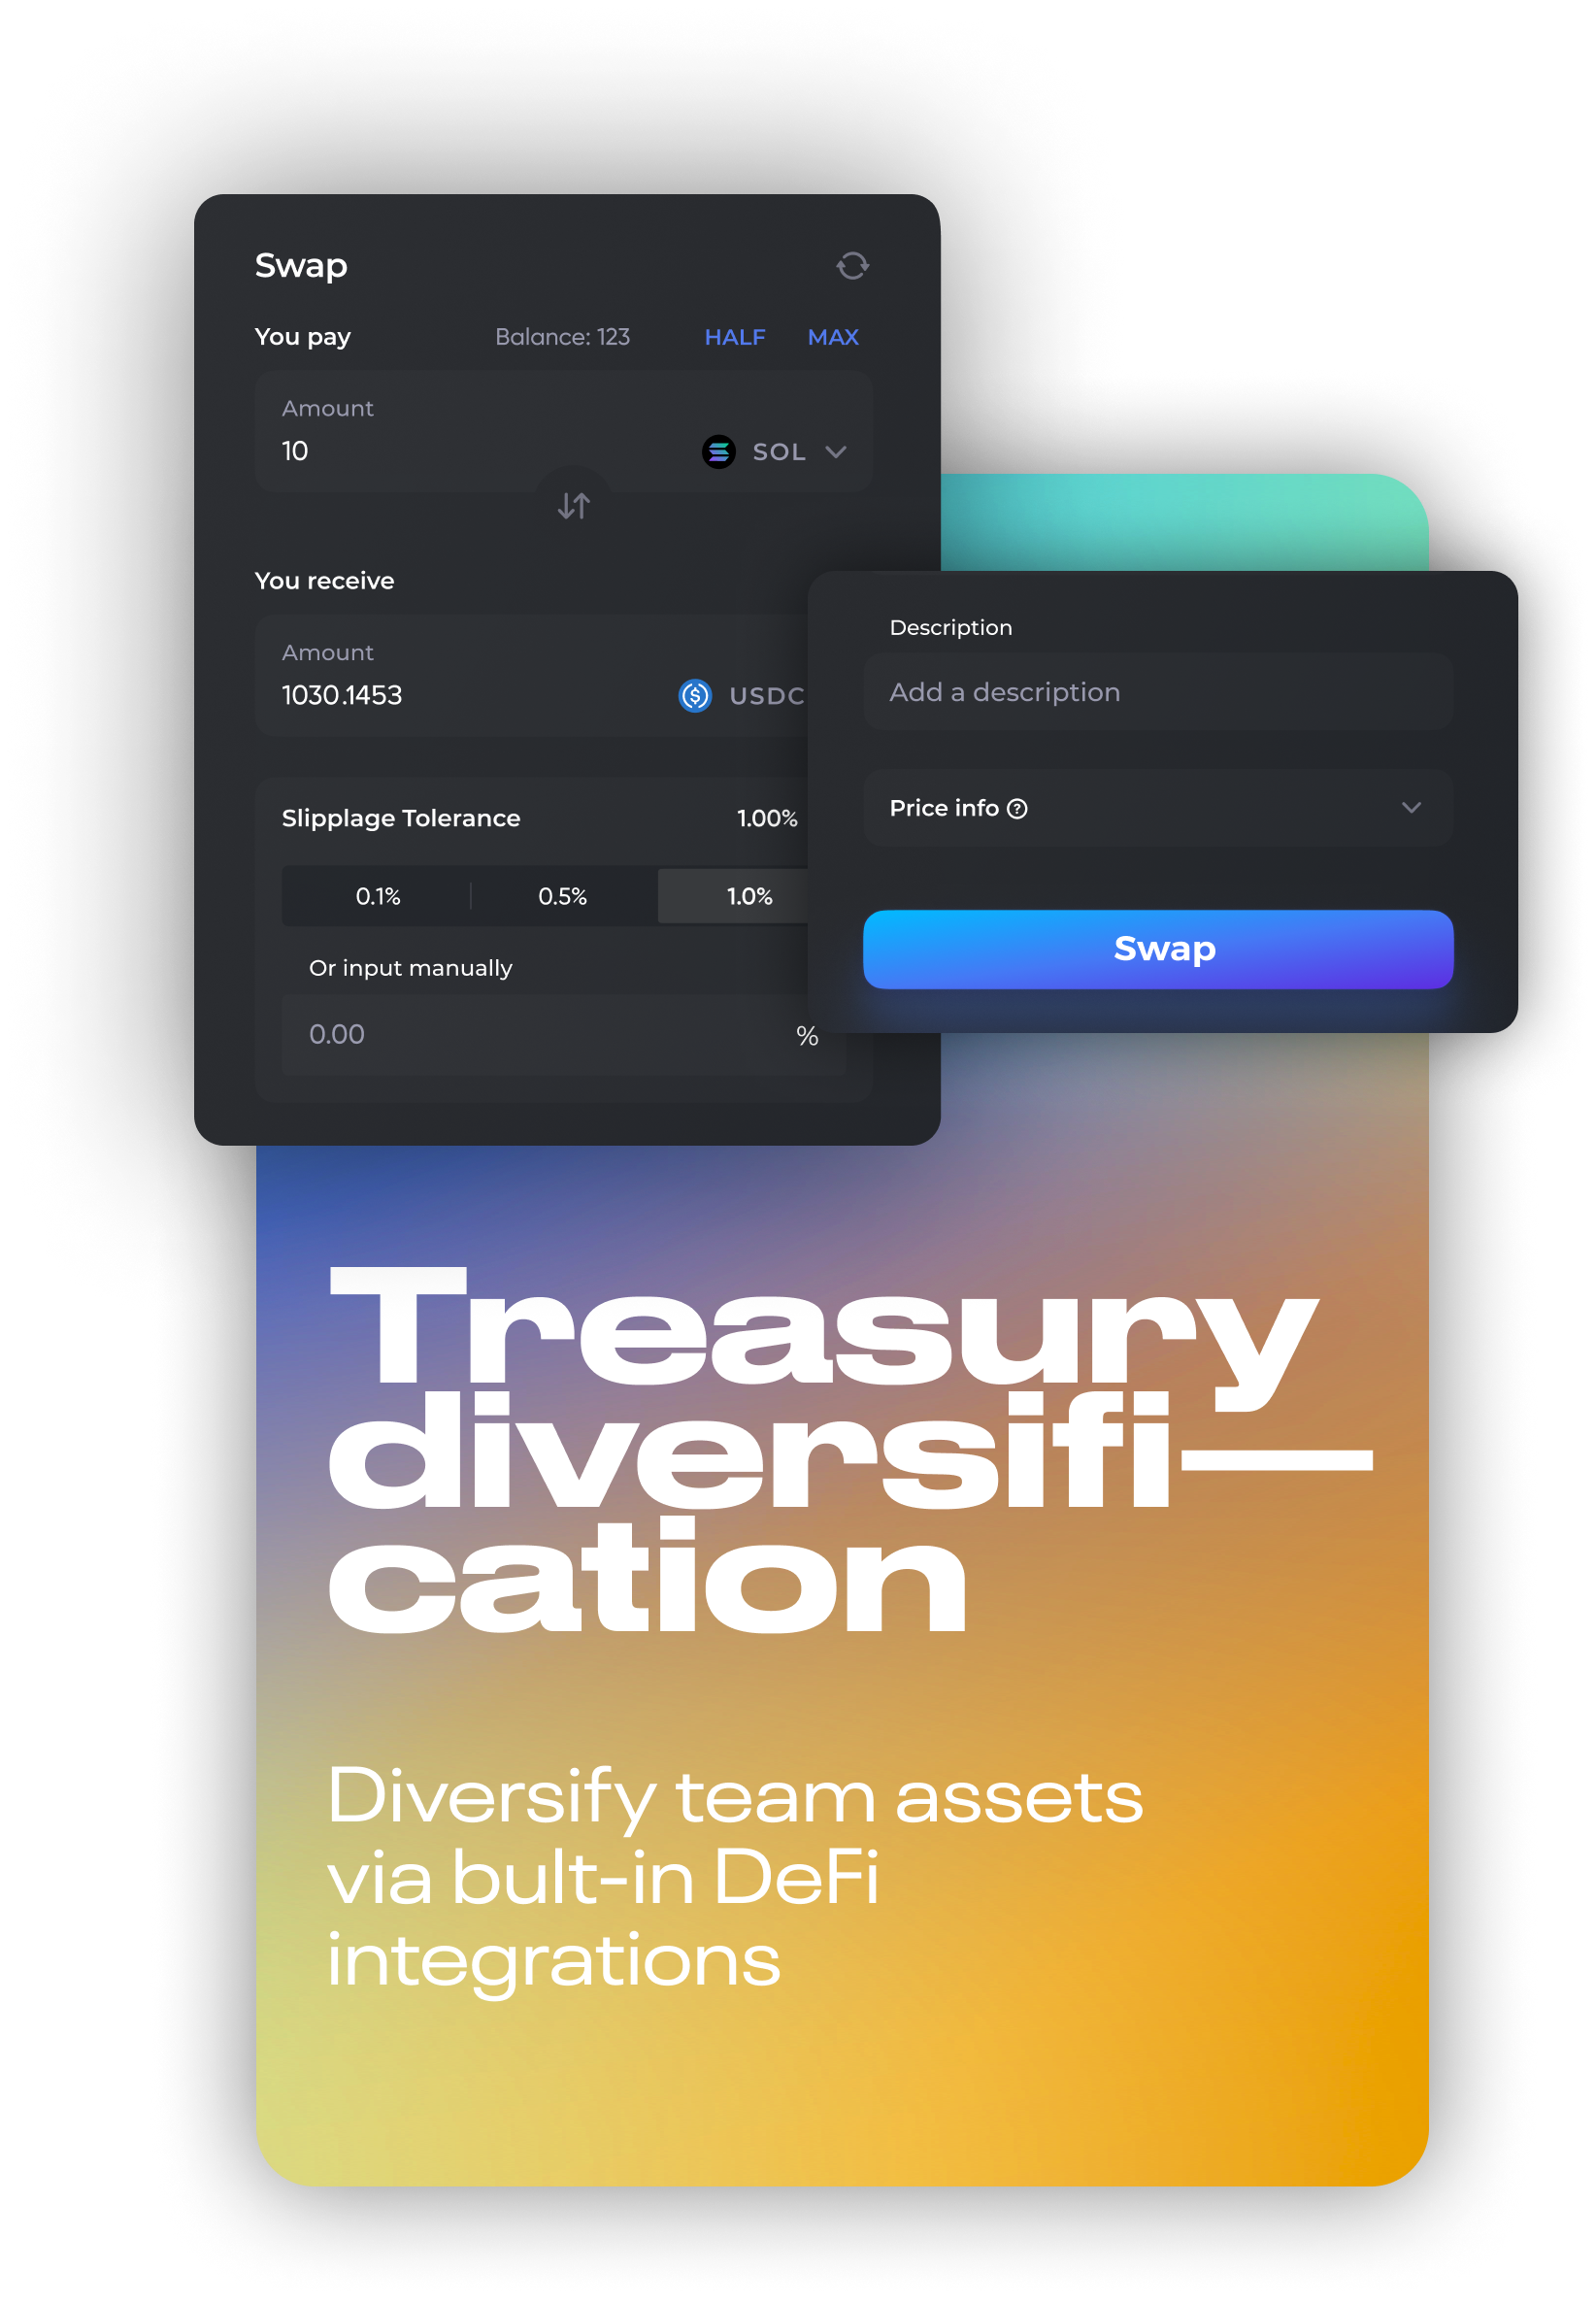 Swap
You pay Balance: 123 HALF MAX
Amount
10 SOL
You receive
Amount
1030.1453 USDC
Slipplage Tolerance 1.00%
0.1% 0.5% 1.0%
Or input manually
0.00 %
Description
Add a description
Price info ?
Swap
Treasury
diversifi—
cation
Diversify team assets
via bult-in DeFi
integrations